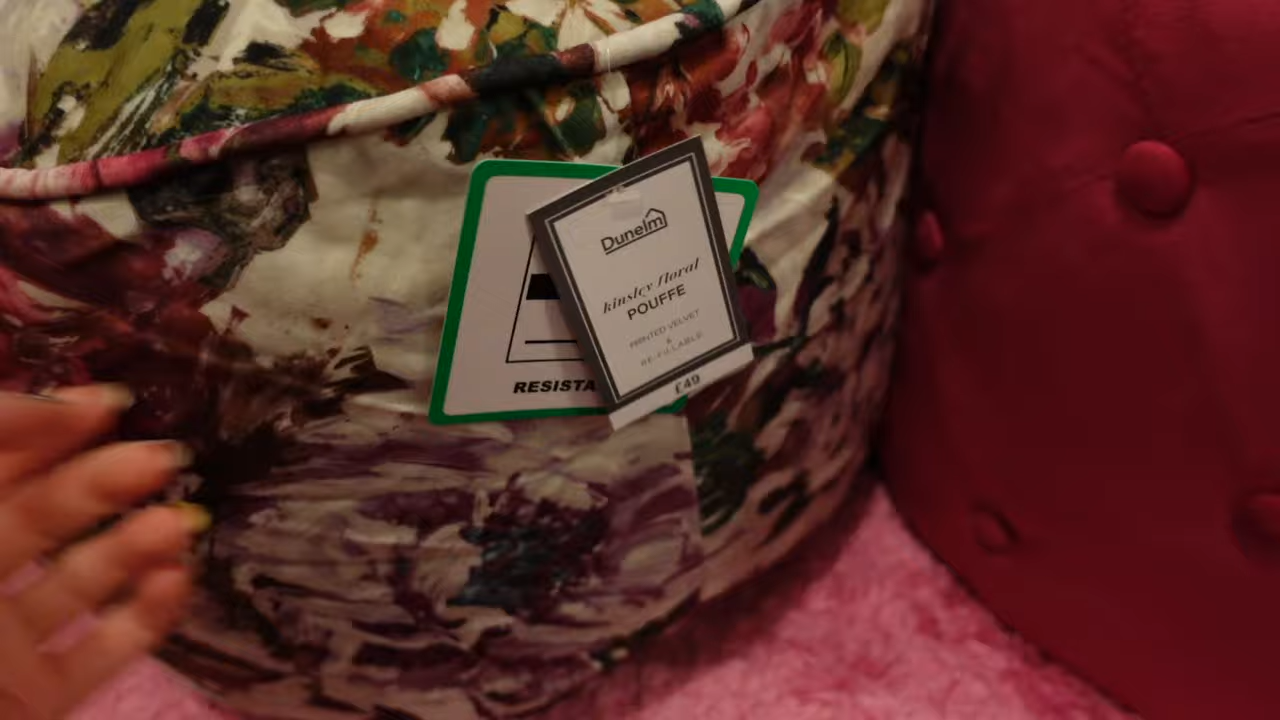 Dunelm
kinsley floral
POUFFE
PRINTED VELVET
&
RE-FILLABLE
£49
RESISTA